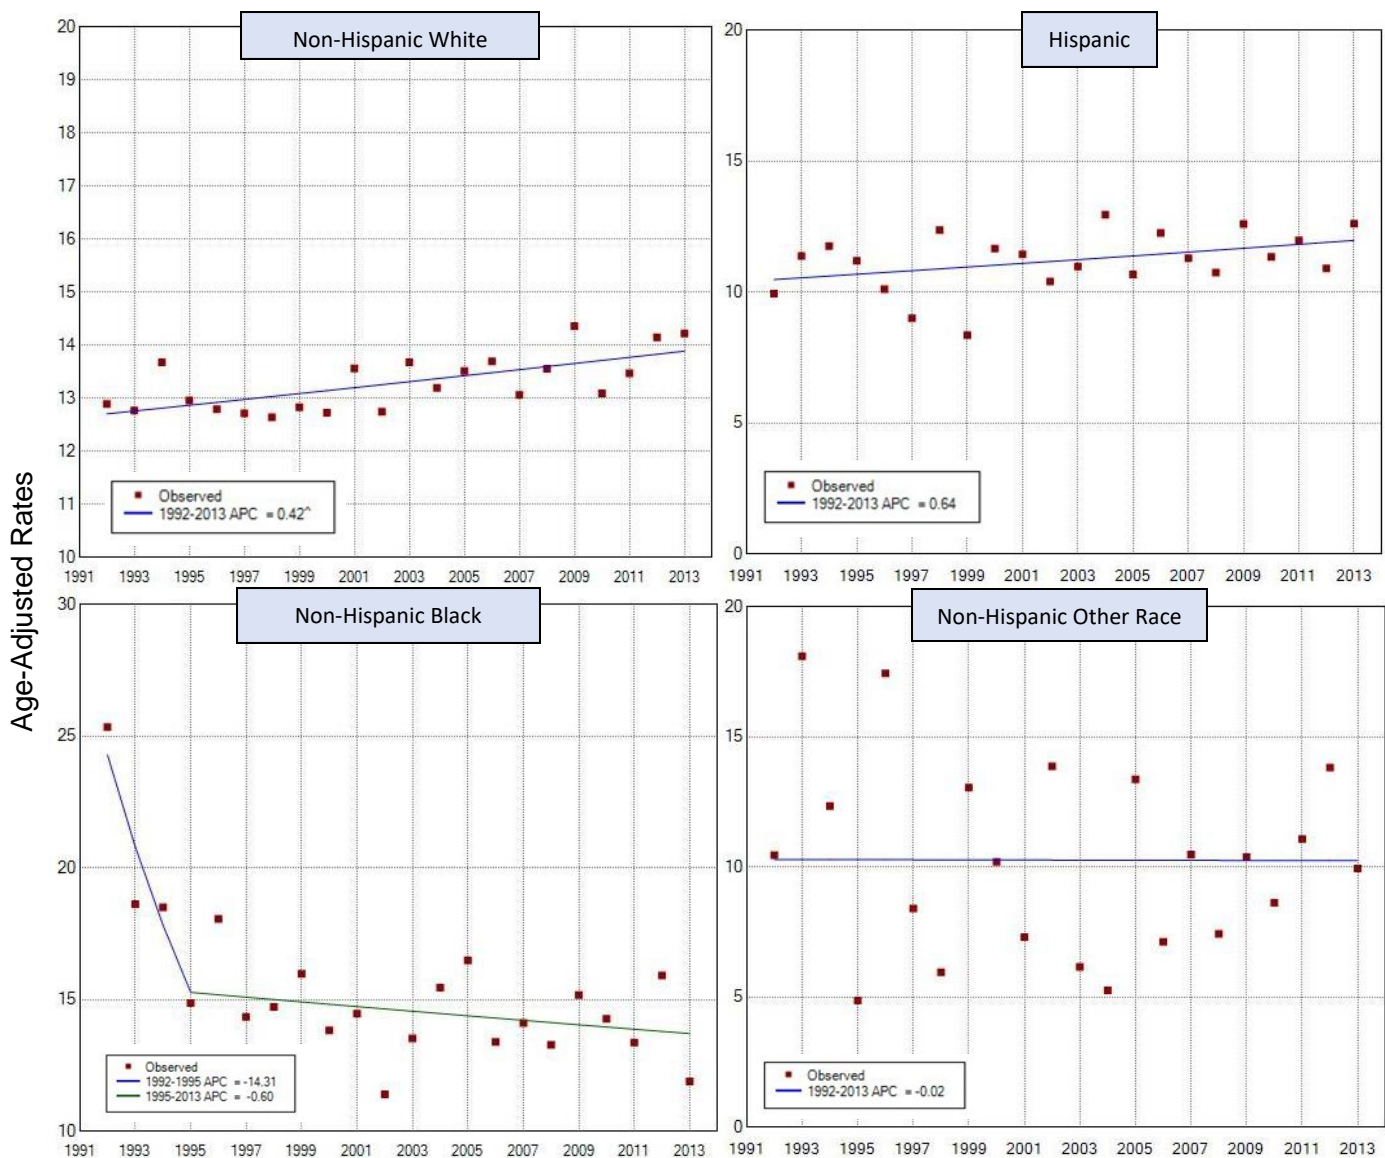 Age-Adjusted Rates
Non-Hispanic White
20
19
18
17
16
15
14
13
12
11
10
Observed
1992-2013 APC = 0.42^
1991 1993 1995 1997 1999 2001 2003 2005 2007 2009 2011 2013
Hispanic
20
15
10
5
0
Observed
1992-2013 APC = 0.64
1991 1993 1995 1997 1999 2001 2003 2005 2007 2009 2011 2013
Non-Hispanic Black
30
25
20
15
10
Observed
1992-1995 APC = -14.31
1995-2013 APC = -0.60
1991 1993 1995 1997 1999 2001 2003 2005 2007 2009 2011 2013
Non-Hispanic Other Race
20
15
10
5
0
Observed
1992-2013 APC = -0.02
1991 1993 1995 1997 1999 2001 2003 2005 2007 2009 2011 2013